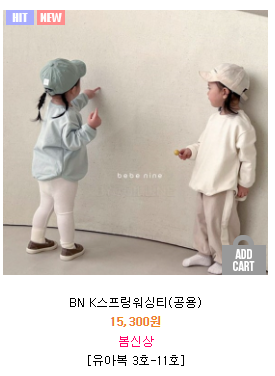 HIT NEW
bebe nine
ADD
CART
BN K스프링워싱티(공용)
15,300원
봄신상
[유아복 3호-11호]